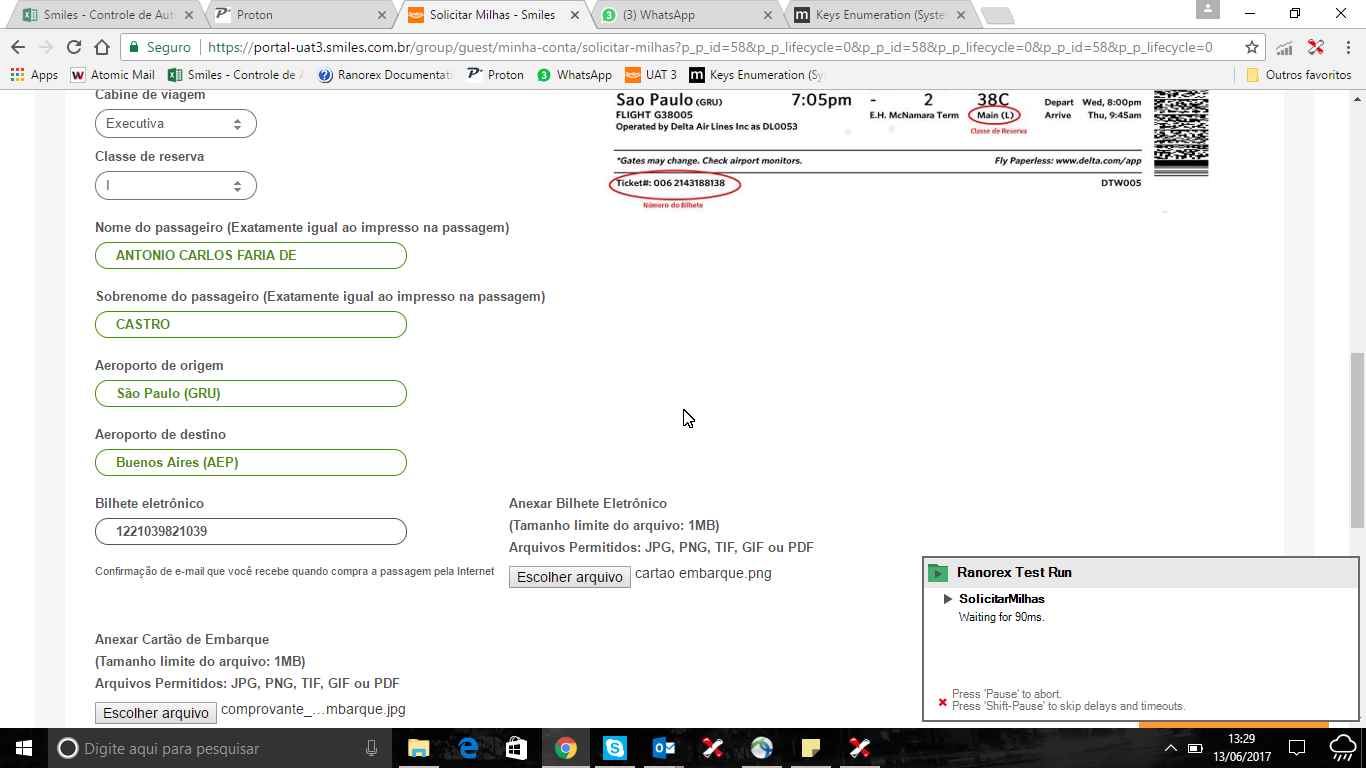 Smiles - Controle de Aut
Proton
Solicitar Milhas - Smiles
(3) WhatsApp
Keys Enumeration (Syste
Seguro
https://portal-uat3.smiles.com.br/group/guest/minha-conta/solicitar-milhas?p_p_id=58&p_p_lifecycle=0&p_p_id=58&p_p_lifecycle=0&p_p_id=58&p_p_lifecycle=0
Apps
Atomic Mail
Smiles - Controle de A
Ranorex Documentati
Proton
WhatsApp
UAT 3
Keys Enumeration (Sy
Outros favoritos
Cabine de viagem
Executiva
Classe de reserva
I
Sao Paulo (GRU) 7:05pm - 2 38C Depart Wed, 8:00pm
FLIGHT G38005 E.H. McNamara Term Main (L) Arrive Thu, 9:45am
Operated by Delta Air Lines Inc as DL0053 Classe de Reserva
*Gates may change. Check airport monitors. Fly Paperless: www.delta.com/app
Ticket#: 006 2143188138 DTW005
Número do Bilhete
Nome do passageiro (Exatamente igual ao impresso na passagem)
ANTONIO CARLOS FARIA DE
Sobrenome do passageiro (Exatamente igual ao impresso na passagem)
CASTRO
Aeroporto de origem
São Paulo (GRU)
Aeroporto de destino
Buenos Aires (AEP)
Bilhete eletrônico
1221039821039
Confirmação de e-mail que você recebe quando compra a passagem pela Internet
Anexar Bilhete Eletrônico
(Tamanho limite do arquivo: 1MB)
Arquivos Permitidos: JPG, PNG, TIF, GIF ou PDF
Escolher arquivo cartao embarque.png
Anexar Cartão de Embarque
(Tamanho limite do arquivo: 1MB)
Arquivos Permitidos: JPG, PNG, TIF, GIF ou PDF
Escolher arquivo comprovante_...mbarque.jpg
Ranorex Test Run
SolicitarMilhas
Waiting for 90ms.
Press 'Pause' to abort.
Press 'Shift-Pause' to skip delays and timeouts.
Digite aqui para pesquisar
13:29
13/06/2017